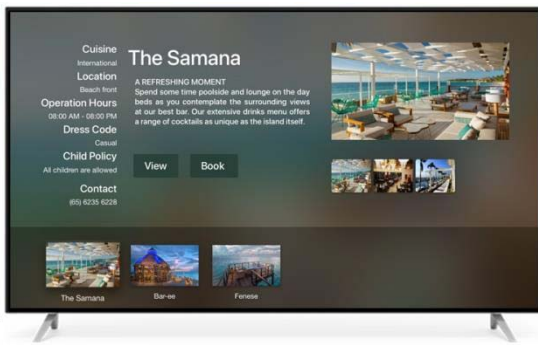 Cuisine
International
Location
Beach front
Operation Hours
08:00 AM - 08:00 PM
Dress Code
Casual
Child Policy
All children are allowed
Contact
(65) 6235 6228
The Samana
A REFRESHING MOMENT
Spend some time poolside and lounge on the day
beds as you contemplate the surrounding views
at our best bar. Our extensive drinks menu offers
a range of cocktails as unique as the island itself.
View
Book
The Samana
Bar-ee
Fenese